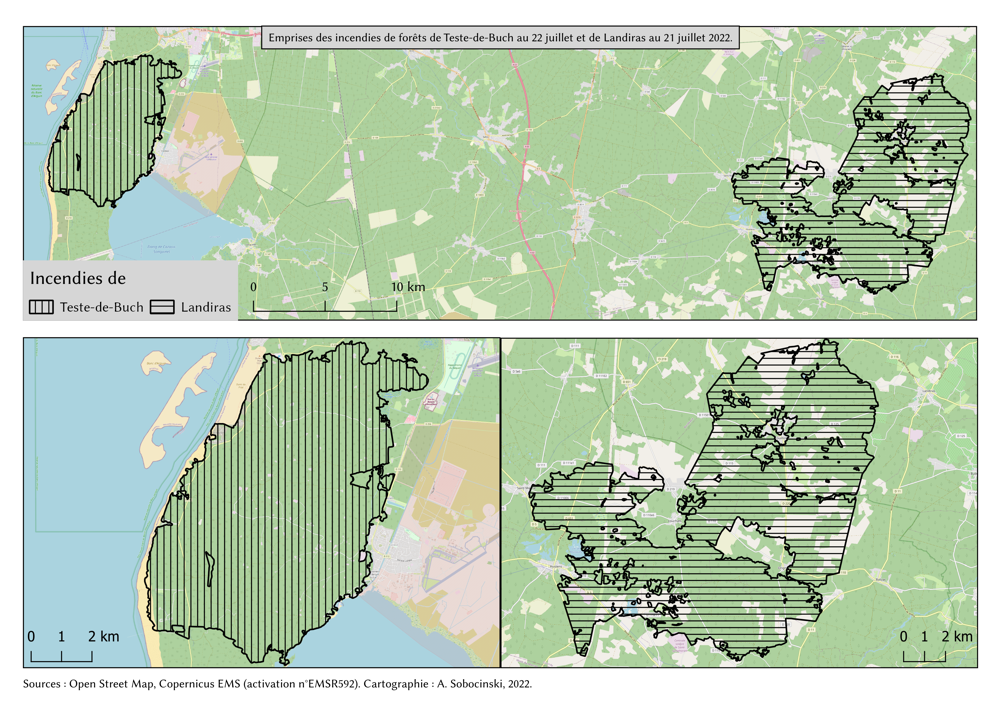 Emprises des incendies de forêts de Teste-de-Buch au 22 juillet et de Landiras au 21 juillet 2022.
Incendies de
Teste-de-Buch Landiras
0 5 10 km
0 1 2 km
0 1 2 km
Sources : Open Street Map, Copernicus EMS (activation n°EMSR592). Cartographie : A. Sobocinski, 2022.